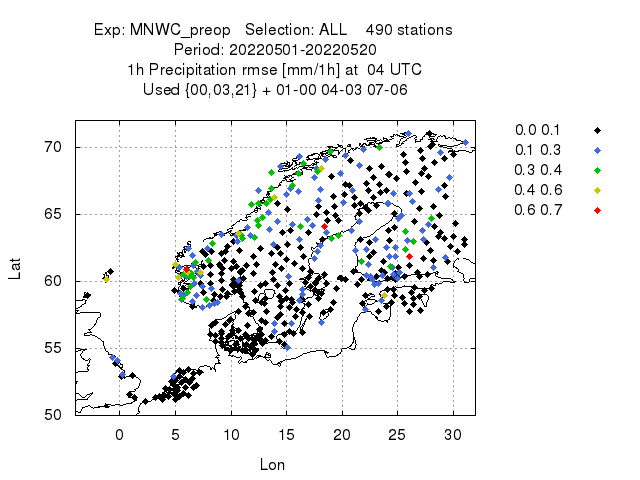 Exp: MNWC_preop Selection: ALL 490 stations
Period: 20220501-20220520
1h Precipitation rmse [mm/1h] at 04 UTC
Used {00,03,21} + 01-00 04-03 07-06
0.0 0.1
0.1 0.3
0.3 0.4
0.4 0.6
0.6 0.7
70
65
60
55
50
Lat
0 5 10 15 20 25 30
Lon